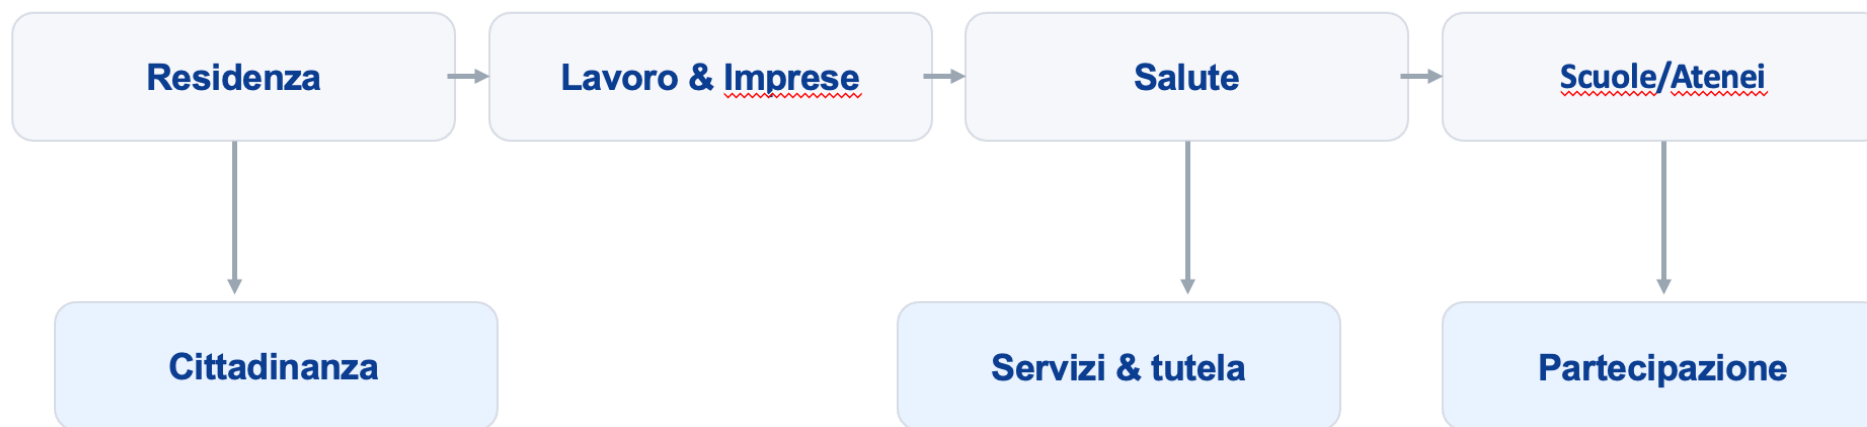 Residenza
Lavoro & Imprese
Salute
Scuole/Atenei
Cittadinanza
Servizi & tutela
Partecipazione